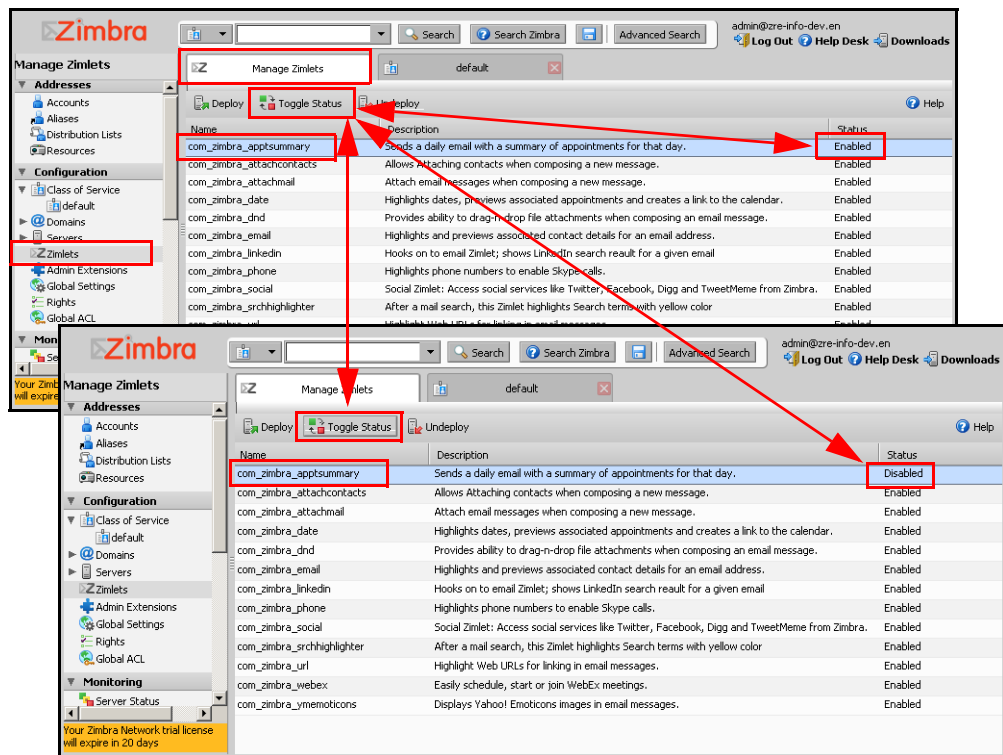 Zimbra
Search
Search Zimbra
Advanced Search
admin@zre-info-dev.en
Log Out Help Desk Downloads
Manage Zimlets
Addresses
Accounts
Aliases
Distribution Lists
Resources
Configuration
Class of Service
default
Domains
Servers
Zimlets
Admin Extensions
Global Settings
Rights
Global ACL
Mon
Se
Your Zimb
will expire
Manage Zimlets
default
Deploy Toggle Status Undeploy Help
Name Description Status
com_zimbra_apptsummary Sends a daily email with a summary of appointments for that day. Enabled
com_zimbra_attachcontacts Allows Attaching contacts when composing a new message. Enabled
com_zimbra_attachmail Attach email messages when composing a new message. Enabled
com_zimbra_date Highlights dates, previews associated appointments and creates a link to the calendar. Enabled
com_zimbra_dnd Provides ability to drag-n-drop file attachments when composing an email message. Enabled
com_zimbra_email Highlights and previews associated contact details for an email address. Enabled
com_zimbra_linkedin Hooks on to email Zimlet; shows LinkedIn search reault for a given email Enabled
com_zimbra_phone Highlights phone numbers to enable Skype calls. Enabled
com_zimbra_social Social Zimlet: Access social services like Twitter, Facebook, Digg and TweetMeme from Zimbra. Enabled
com_zimbra_srchhighlighter After a mail search, this Zimlet highlights Search terms with yellow color Enabled
Zimbra
Search
Search Zimbra
Advanced Search
admin@zre-info-dev.en
Log Out Help Desk Downloads
Manage Zimlets
Addresses
Accounts
Aliases
Distribution Lists
Resources
Configuration
Class of Service
default
Domains
Servers
Zimlets
Admin Extensions
Global Settings
Rights
Global ACL
Monitoring
Server Status
Your Zimbra Network trial license
will expire in 20 days
Manage Zimlets
default
Deploy Toggle Status Undeploy Help
Name Description Status
com_zimbra_apptsummary Sends a daily email with a summary of appointments for that day. Disabled
com_zimbra_attachcontacts Allows Attaching contacts when composing a new message. Enabled
com_zimbra_attachmail Attach email messages when composing a new message. Enabled
com_zimbra_date Highlights dates, previews associated appointments and creates a link to the calendar. Enabled
com_zimbra_dnd Provides ability to drag-n-drop file attachments when composing an email message. Enabled
com_zimbra_email Highlights and previews associated contact details for an email address. Enabled
com_zimbra_linkedin Hooks on to email Zimlet; shows LinkedIn search reault for a given email Enabled
com_zimbra_phone Highlights phone numbers to enable Skype calls. Enabled
com_zimbra_social Social Zimlet: Access social services like Twitter, Facebook, Digg and TweetMeme from Zimbra. Enabled
com_zimbra_srchhighlighter After a mail search, this Zimlet highlights Search terms with yellow color Enabled
com_zimbra_url Highlight Web URLs for linking in email messages. Enabled
com_zimbra_webex Easily schedule, start or join WebEx meetings. Enabled
com_zimbra_ymemoticons Displays Yahoo! Emoticons images in email messages. Enabled